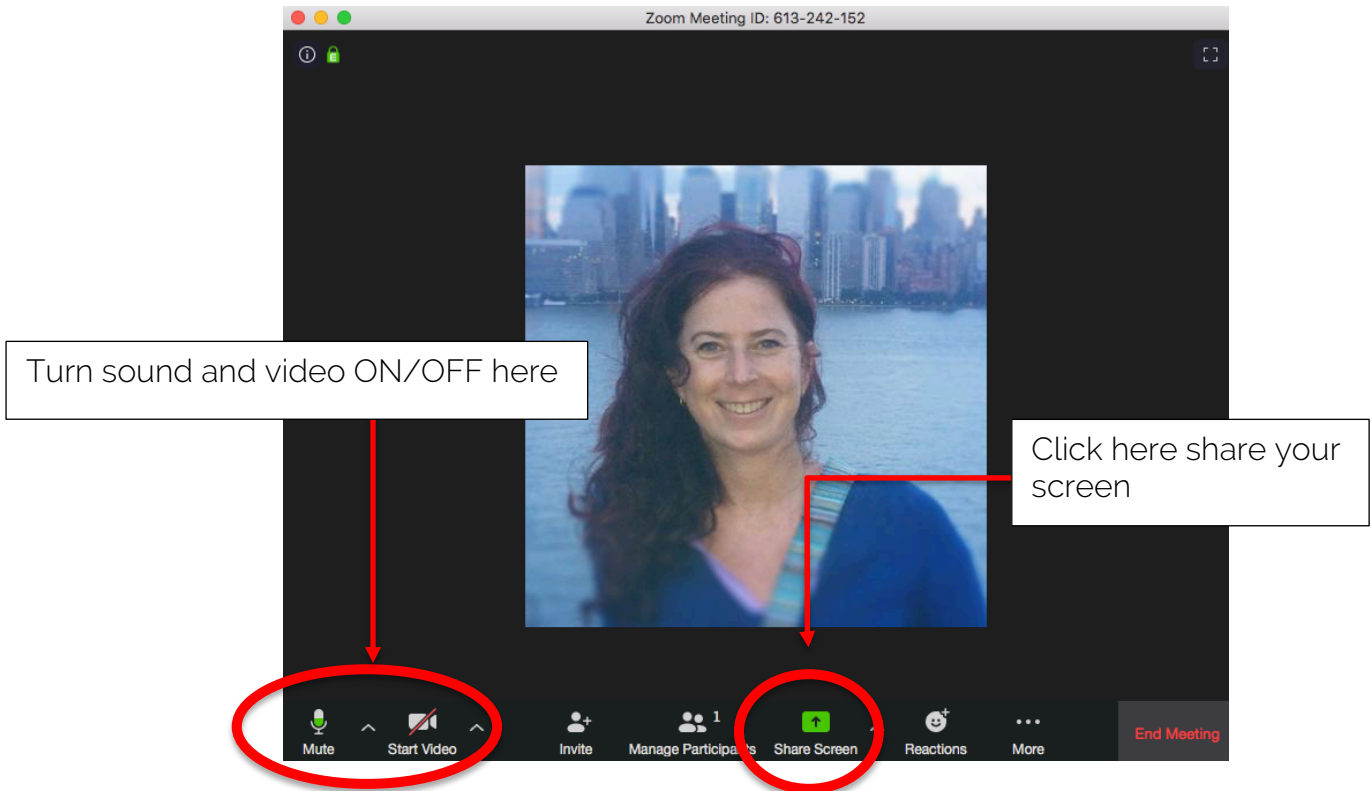 Zoom Meeting ID: 613-242-152
E
Turn sound and video ON/OFF here
Click here share your
screen
1
Mute
Start Video
Invite
Manage Participants
Share Screen
Reactions
More
End Meeting